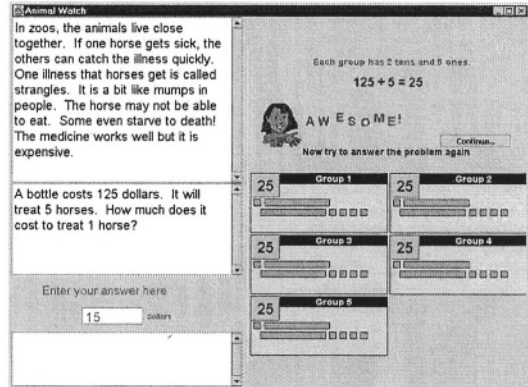 Animal Watch
In zoos, the animals live close
together. If one horse gets sick, the
others can catch the illness quickly.
One illness that horses get is called
strangles. It is a bit like mumps in
people. The horse may not be able
to eat. Some even starve to death!
The medicine works well but it is
expensive.
A bottle costs 125 dollars. It will
treat 5 horses. How much does it
cost to treat 1 horse?
Enter your answer here
15 dollars
Each group has 2 tens and 5 ones.
125 ÷ 5 = 25
AWESOME!
Continue...
Now try to answer the problem again
25 Group 1
25 Group 2
25 Group 3
25 Group 4
25 Group 5